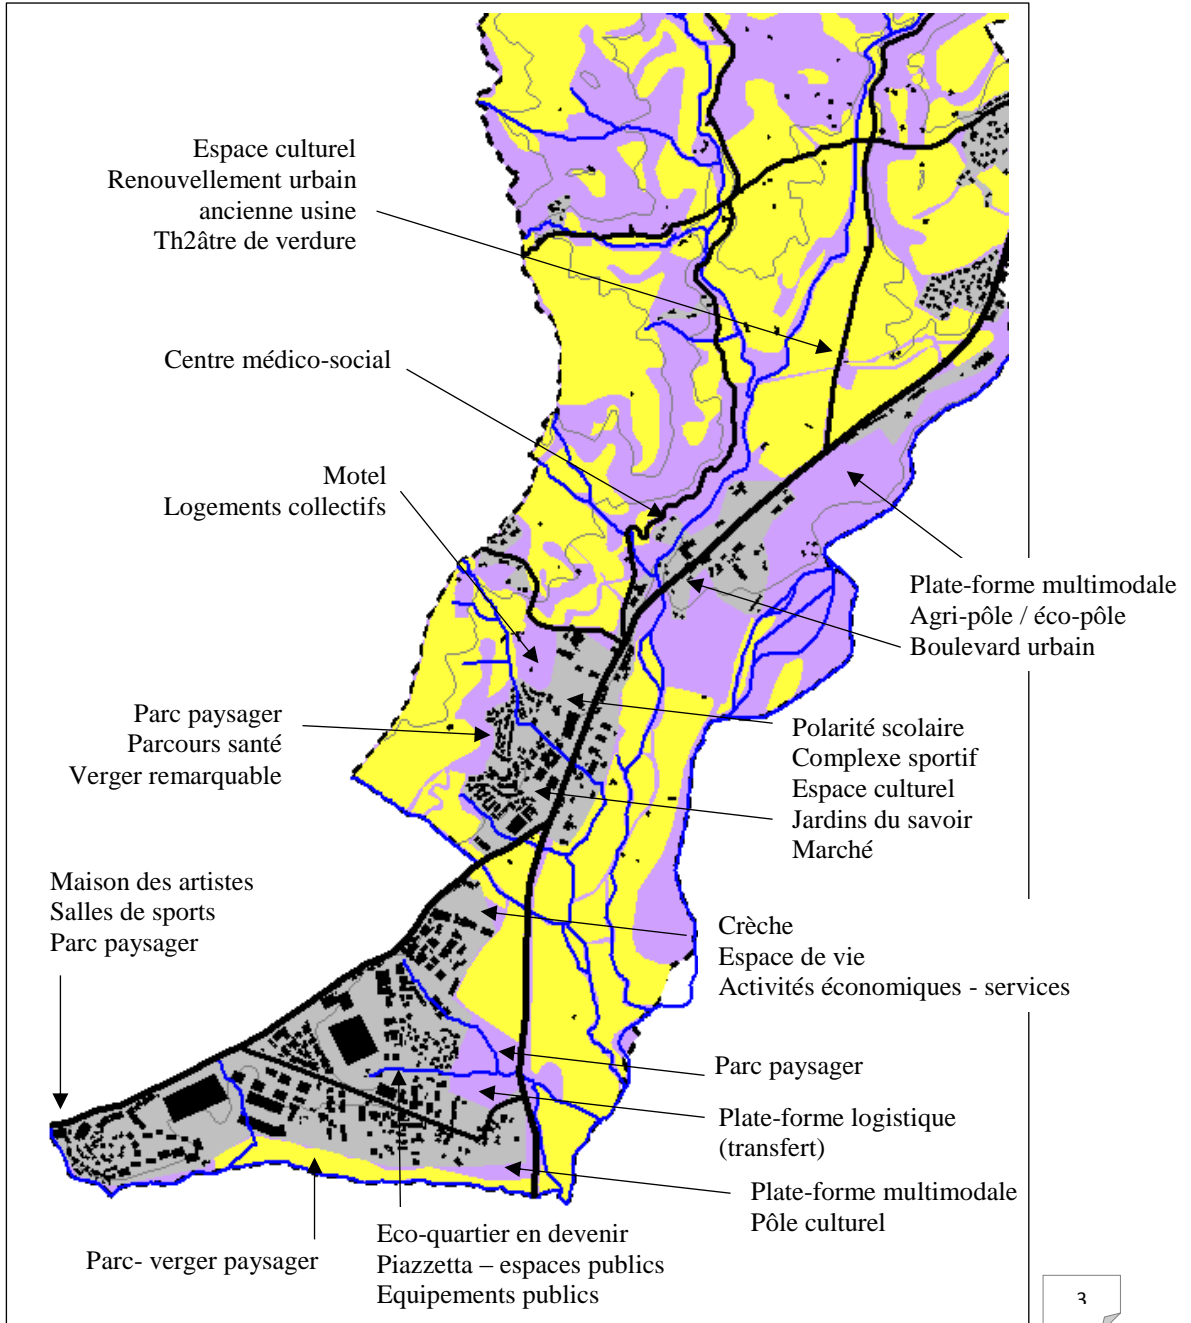 Espace culturel
Renouvellement urbain
ancienne usine
Th2âtre de verdure
Centre médico-social
Motel
Logements collectifs
Plate-forme multimodale
Agri-pôle / éco-pôle
Boulevard urbain
Parc paysager
Parcours santé
Verger remarquable
Polarité scolaire
Complexe sportif
Espace culturel
Jardins du savoir
Marché
Maison des artistes
Salles de sports
Parc paysager
Crèche
Espace de vie
Activités économiques - services
Parc paysager
Plate-forme logistique
(transfert)
Plate-forme multimodale
Pôle culturel
Parc- verger paysager
Eco-quartier en devenir
Piazzetta – espaces publics
Equipements publics
3